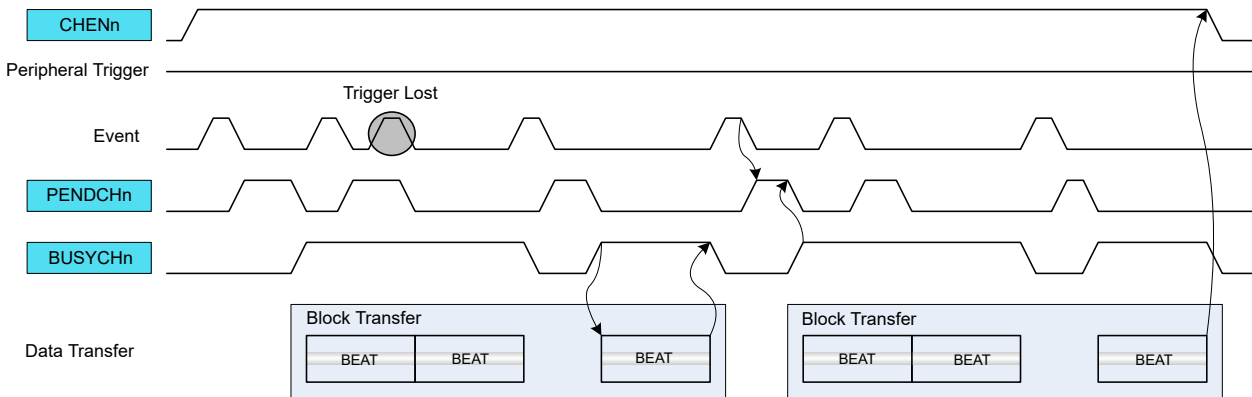 CHENn
Peripheral Trigger
Trigger Lost
Event
PENDCHn
BUSYCHn
Data Transfer
Block Transfer
BEAT
BEAT
BEAT
Block Transfer
BEAT
BEAT
BEAT